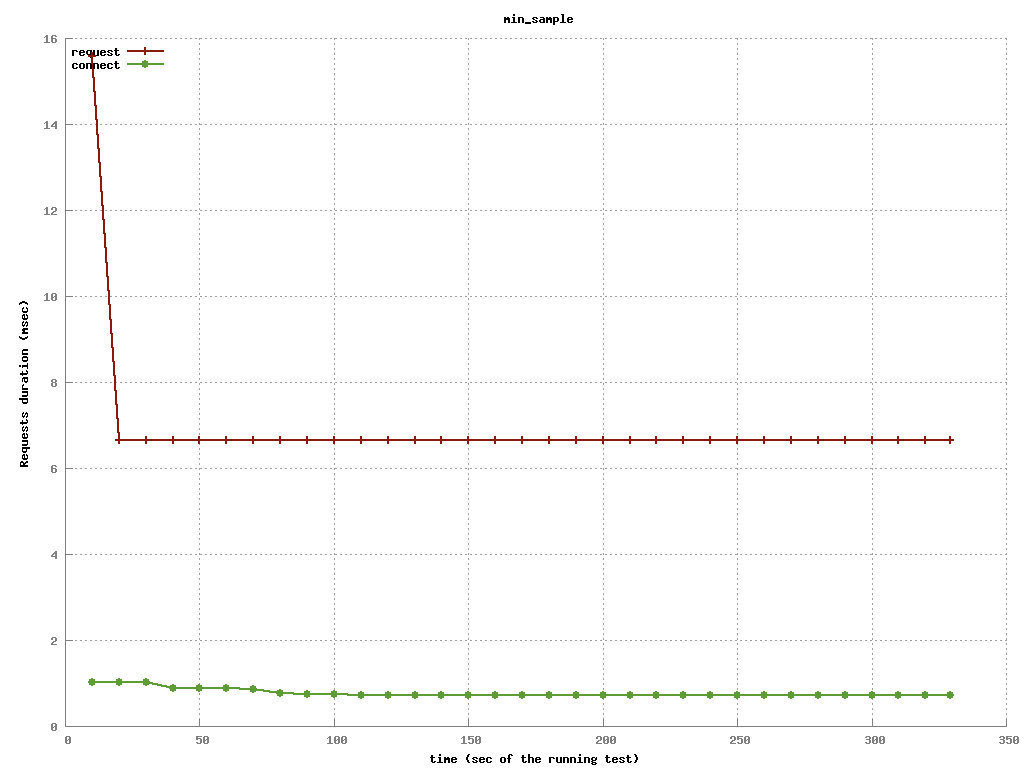 min_sample
request
connect
16
14
12
10
8
6
4
2
0
Requests duration (msec)
0 50 100 150 200 250 300 350
time (sec of the running test)